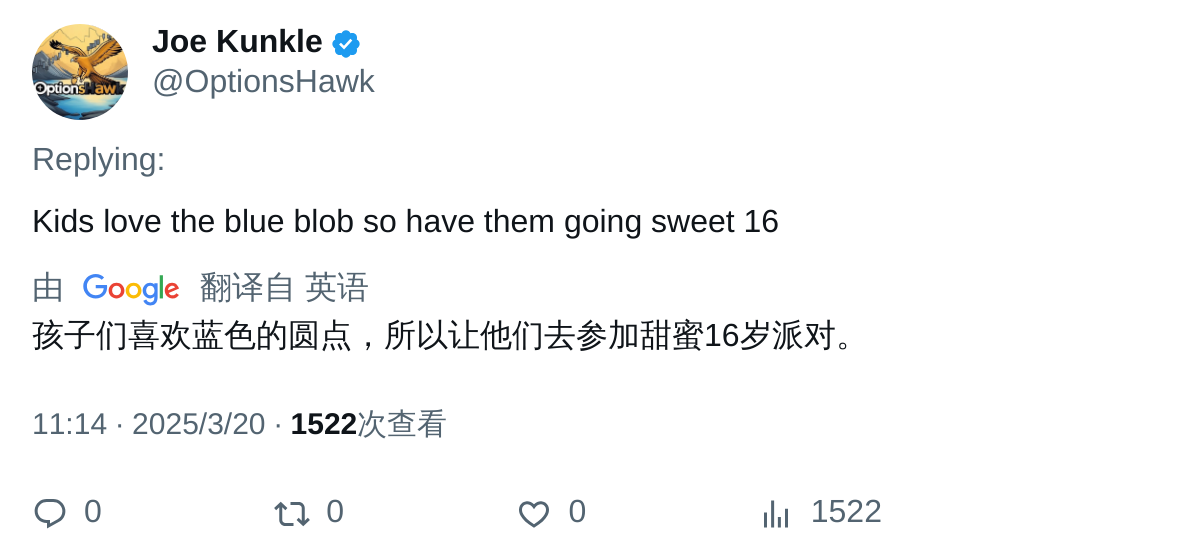 Joe Kunkle
@OptionsHawk
OptionsHawk
Replying:
Kids love the blue blob so have them going sweet 16
由 Google 翻译自 英语
孩子们喜欢蓝色的圆点，所以让他们去参加甜蜜16岁派对。
11:14 · 2025/3/20 · 1522次查看
0 0 0 1522